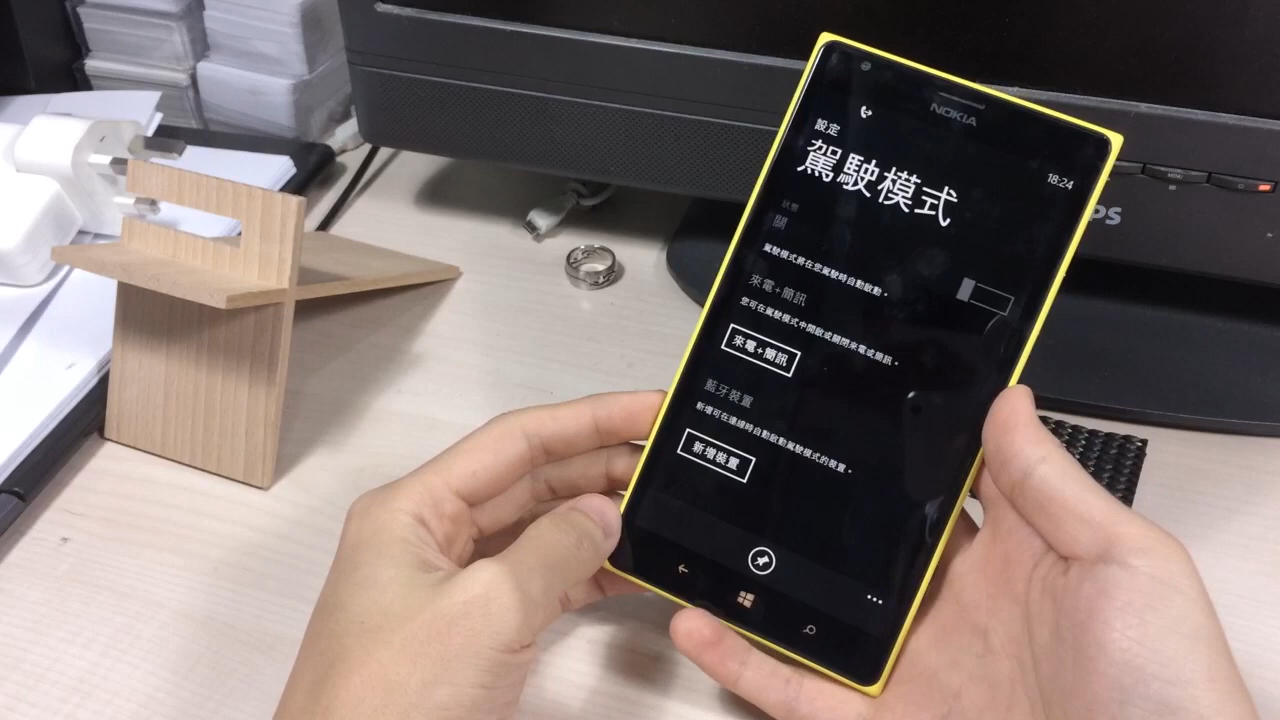 NOKIA
18:24
設定
駕駛模式
狀態
關
駕駛模式將在您駕駛時自動啟動。
來電+簡訊
您可在駕駛模式中開啟或關閉來電或簡訊。
來電+簡訊
藍牙裝置
新增可在連線時自動啟動駕駛模式的裝置。
新增裝置
MENU
PS